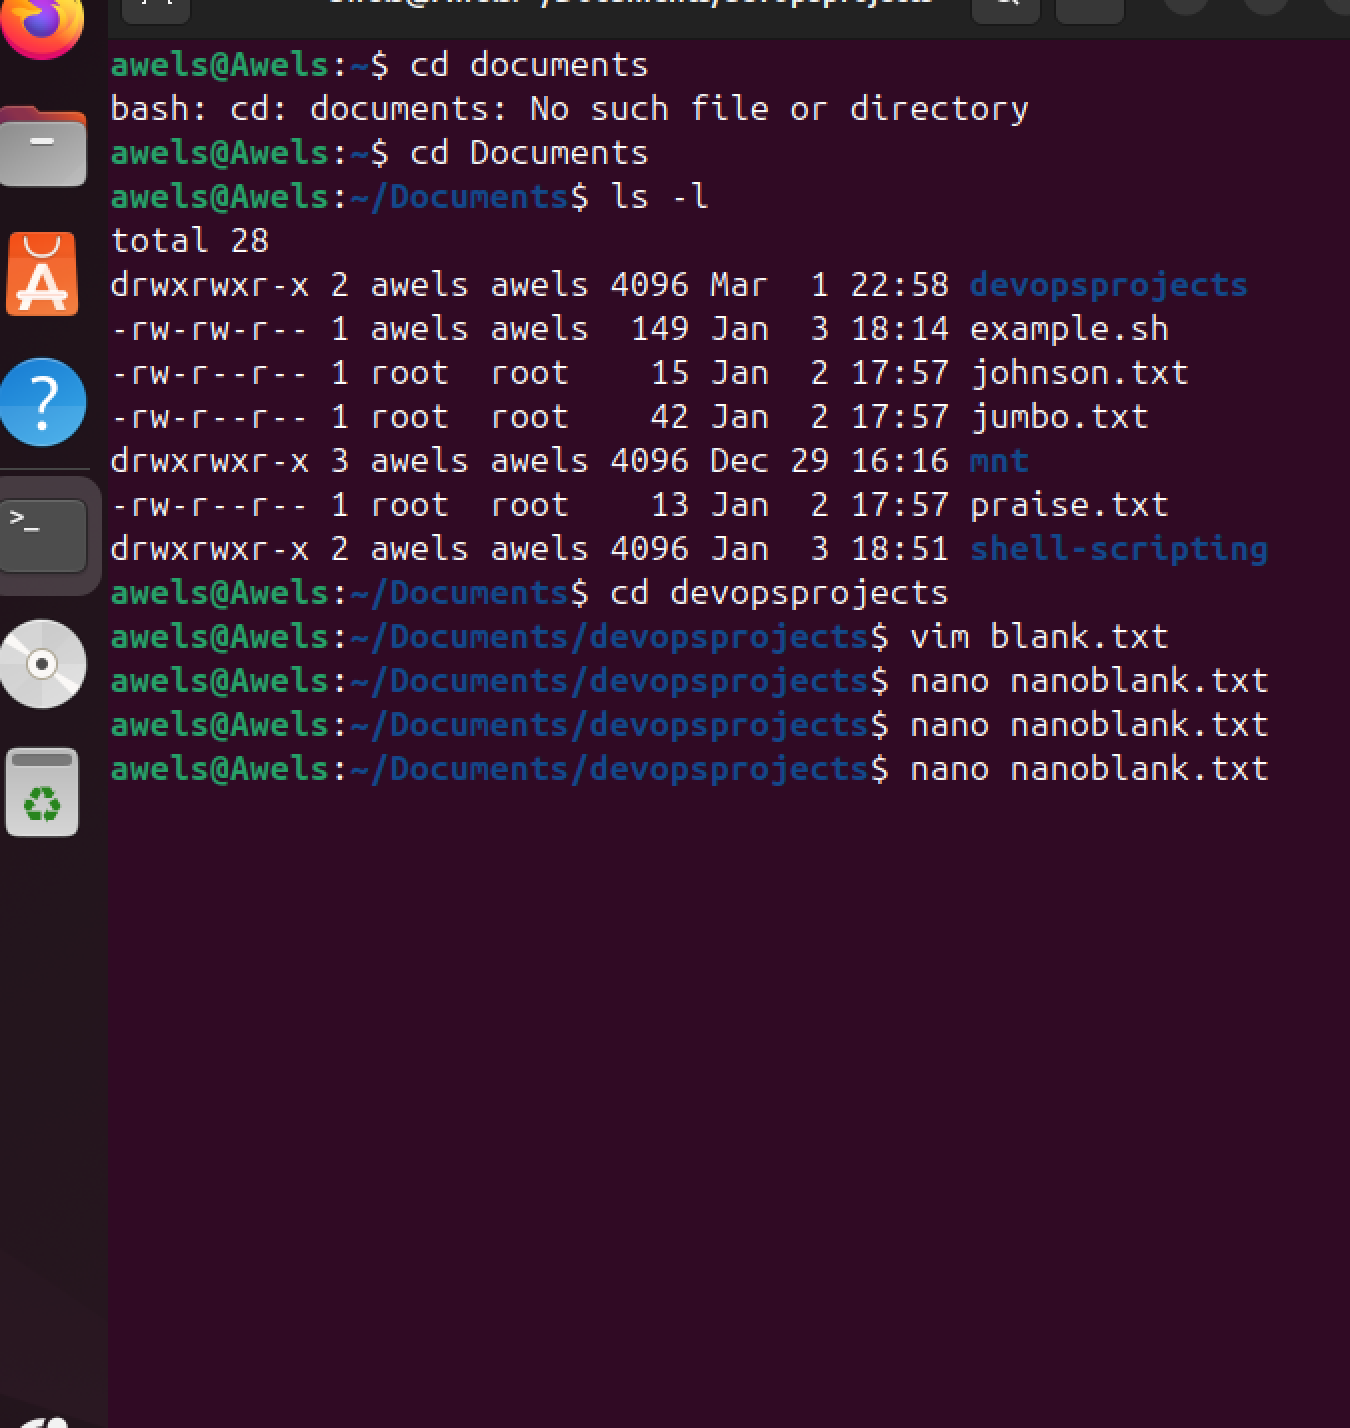 awels@Awels:~$ cd documents
bash: cd: documents: No such file or directory
awels@Awels:~$ cd Documents
awels@Awels:~/Documents$ ls -l
total 28
drwxrwxr-x 2 awels awels 4096 Mar  1 22:58 devopsprojects
-rw-rw-r-- 1 awels awels  149 Jan  3 18:14 example.sh
-rw-r--r-- 1 root  root    15 Jan  2 17:57 johnson.txt
-rw-r--r-- 1 root  root    42 Jan  2 17:57 jumbo.txt
drwxrwxr-x 3 awels awels 4096 Dec 29 16:16 mnt
-rw-r--r-- 1 root  root    13 Jan  2 17:57 praise.txt
drwxrwxr-x 2 awels awels 4096 Jan  3 18:51 shell-scripting
awels@Awels:~/Documents$ cd devopsprojects
awels@Awels:~/Documents/devopsprojects$ vim blank.txt
awels@Awels:~/Documents/devopsprojects$ nano nanoblank.txt
awels@Awels:~/Documents/devopsprojects$ nano nanoblank.txt
awels@Awels:~/Documents/devopsprojects$ nano nanoblank.txt